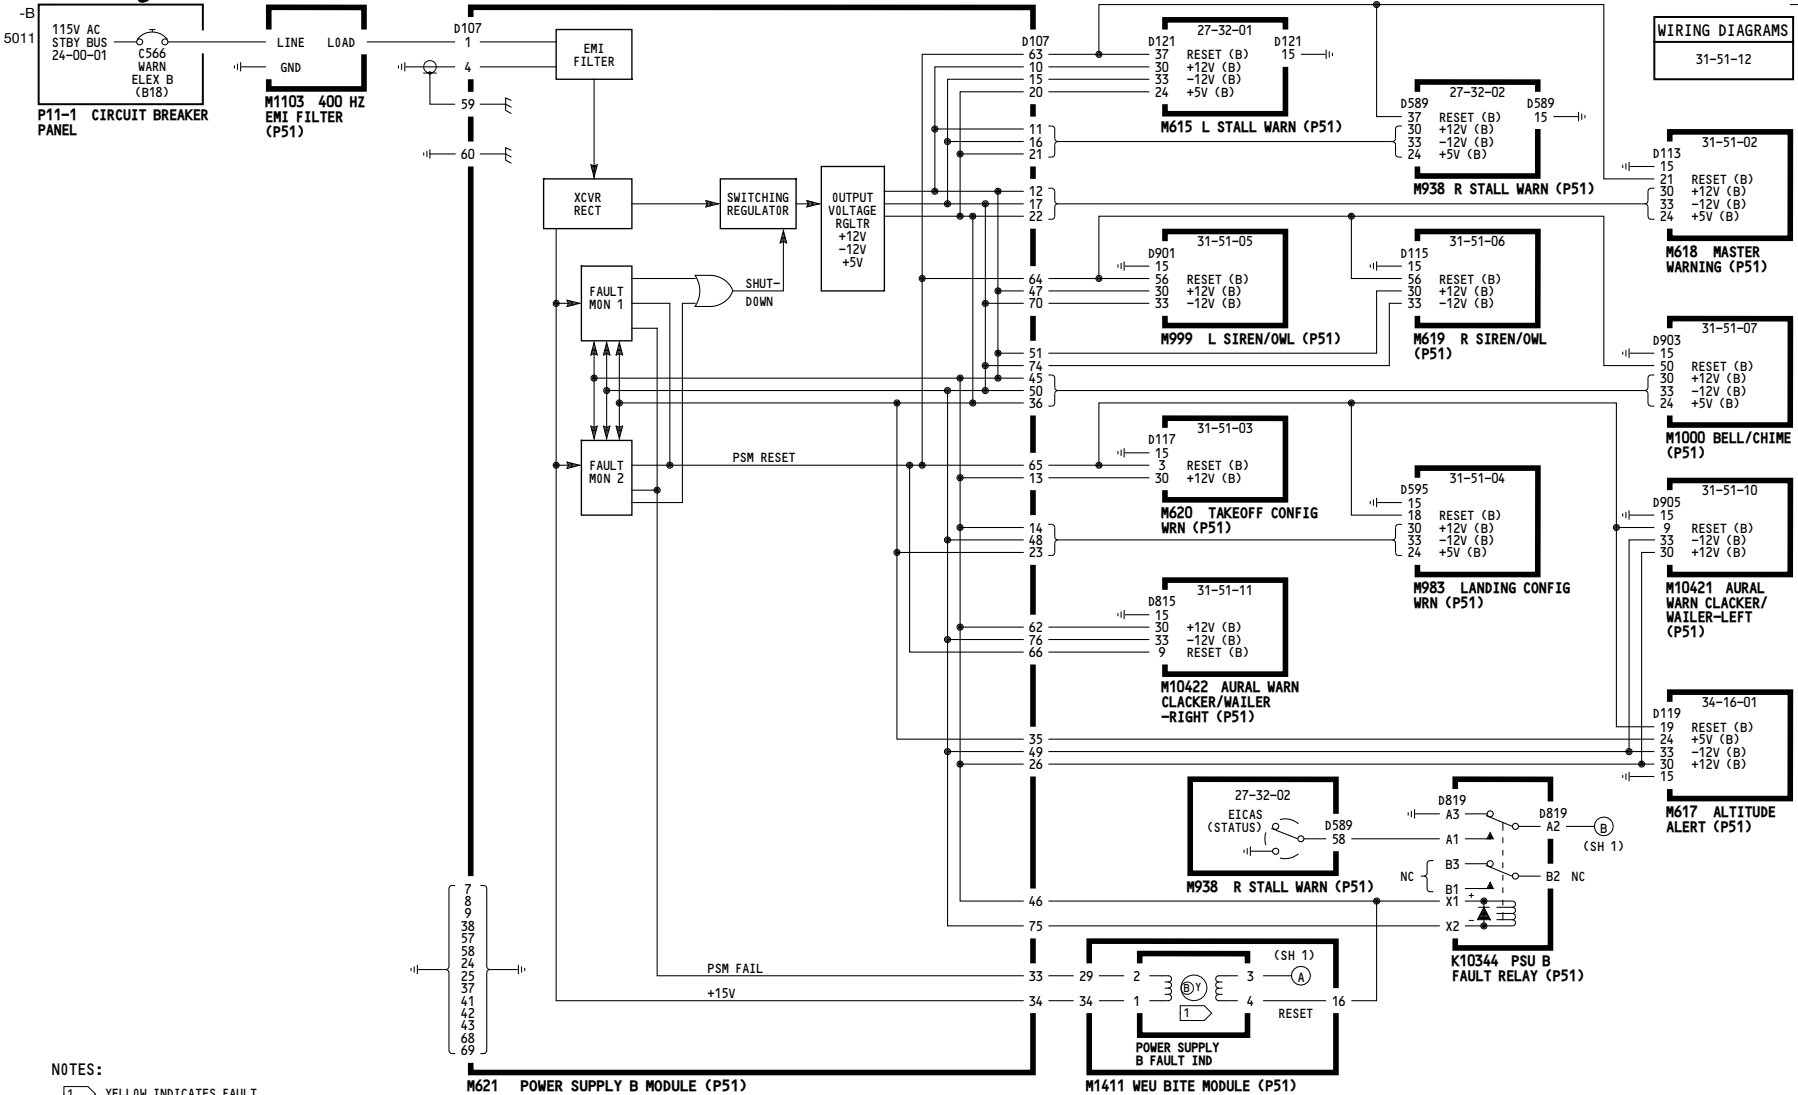 -B
5011
115V AC
STBY BUS
24-00-01
C566
WARN
ELEX B
(B18)
P11-1 CIRCUIT BREAKER
PANEL
LINE LOAD
GND
M1103 400 HZ
EMI FILTER
(P51)
D107
1
4
59
60
EMI
FILTER
XCVR
RECT
SWITCHING
REGULATOR
OUTPUT
VOLTAGE
RGLTR
+12V
-12V
+5V
FAULT
MON 1
SHUT-
DOWN
FAULT
MON 2
PSM RESET
PSM FAIL
+15V
7
8
9
38
57
58
24
25
37
41
42
43
68
69
M621 POWER SUPPLY B MODULE (P51)
D107
63
10
15
20
11
16
21
12
17
22
64
47
70
51
74
45
50
36
65
13
14
48
23
62
76
66
35
49
26
46
75
33
34
27-32-01
D121 D121
37 RESET (B) 15
30 +12V (B)
33 -12V (B)
24 +5V (B)
M615 L STALL WARN (P51)
27-32-02
D589 D589
37 RESET (B) 15
30 +12V (B)
33 -12V (B)
24 +5V (B)
M938 R STALL WARN (P51)
WIRING DIAGRAMS
31-51-12
31-51-02
D113
15
21 RESET (B)
30 +12V (B)
33 -12V (B)
24 +5V (B)
M618 MASTER
WARNING (P51)
31-51-05
D901
15
56 RESET (B)
30 +12V (B)
33 -12V (B)
M999 L SIREN/OWL (P51)
31-51-06
D115
15
56 RESET (B)
30 +12V (B)
33 -12V (B)
M619 R SIREN/OWL
(P51)
31-51-07
D903
15
50 RESET (B)
30 +12V (B)
33 -12V (B)
24 +5V (B)
M1000 BELL/CHIME
(P51)
31-51-03
D117
15
3 RESET (B)
30 +12V (B)
M620 TAKEOFF CONFIG
WRN (P51)
31-51-04
D595
15
18 RESET (B)
30 +12V (B)
33 -12V (B)
24 +5V (B)
M983 LANDING CONFIG
WRN (P51)
31-51-10
D905
15
9 RESET (B)
33 -12V (B)
30 +12V (B)
M10421 AURAL
WARN CLACKER/
WAILER-LEFT
(P51)
31-51-11
D815
15
30 +12V (B)
33 -12V (B)
9 RESET (B)
M10422 AURAL WARN
CLACKER/WAILER
-RIGHT (P51)
34-16-01
D119
19 RESET (B)
24 +5V (B)
33 -12V (B)
30 +12V (B)
15
M617 ALTITUDE
ALERT (P51)
27-32-02
EICAS
(STATUS)
D589
58
M938 R STALL WARN (P51)
D819 D819
A3
A2 B
(SH 1)
A1
B3
NC
B2 NC
B1
+
X1
-
X2
K10344 PSU B
FAULT RELAY (P51)
(SH 1)
29 2 B Y 3 A
34 1 4 16
1 RESET
POWER SUPPLY
B FAULT IND
M1411 WEU BITE MODULE (P51)
NOTES:
1 YELLOW INDICATES FAULT